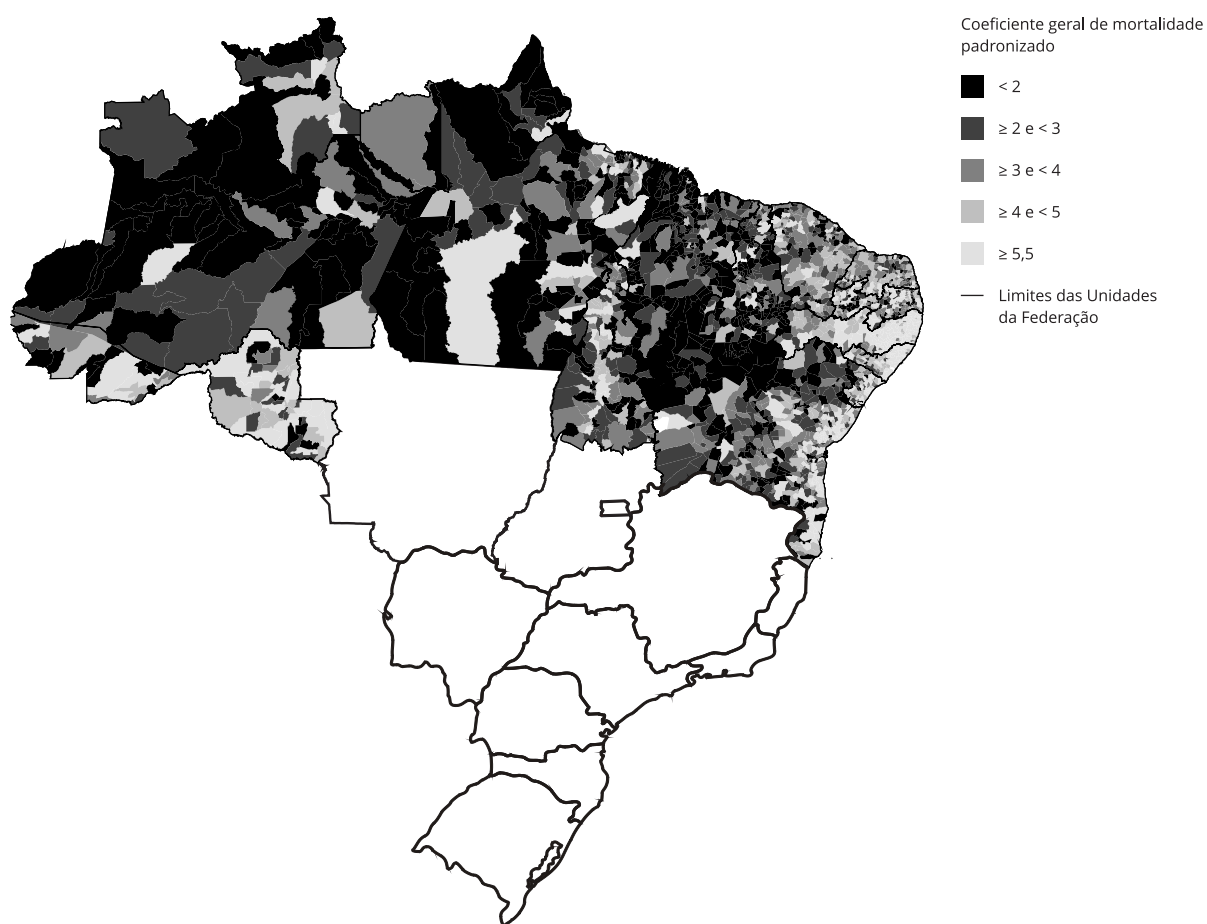 Coeficiente geral de mortalidade
padronizado
< 2
≥ 2 e < 3
≥ 3 e < 4
≥ 4 e < 5
≥ 5,5
Limites das Unidades
da Federação